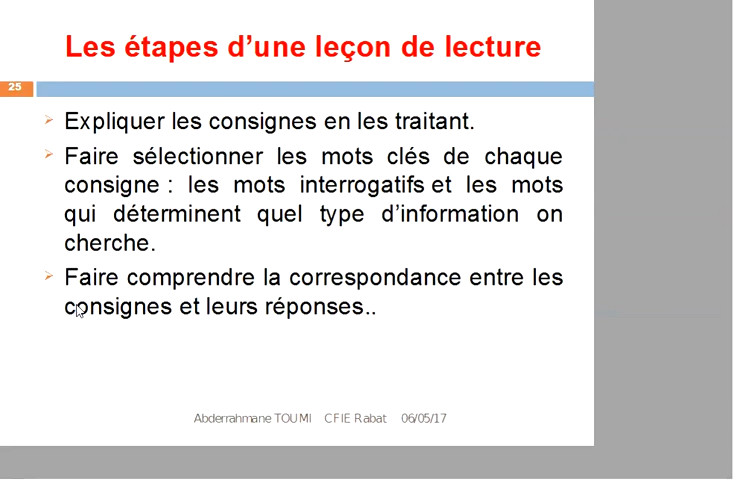 Les étapes d’une leçon de lecture
25
Expliquer les consignes en les traitant.
Faire sélectionner les mots clés de chaque
consigne : les mots interrogatifs et les mots
qui déterminent quel type d’information on
cherche.
Faire comprendre la correspondance entre les
consignes et leurs réponses..
Abderrahmane TOUMI CFIE Rabat 06/05/17